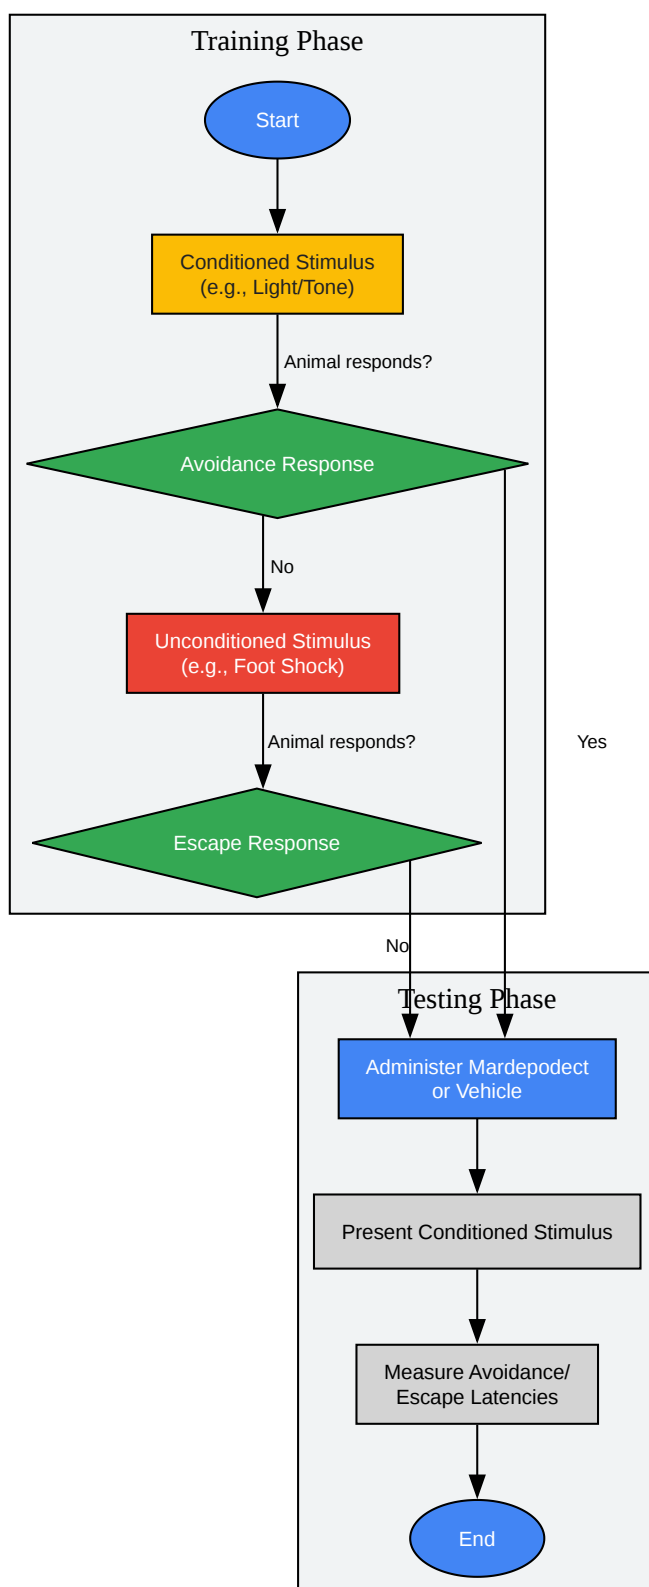 Training Phase
Start
Conditioned Stimulus
(e.g., Light/Tone)
Animal responds?
Avoidance Response
No
Unconditioned Stimulus
(e.g., Foot Shock)
Animal responds?
Yes
Escape Response
No
Testing Phase
Administer Mardepodect
or Vehicle
Present Conditioned Stimulus
Measure Avoidance/
Escape Latencies
End